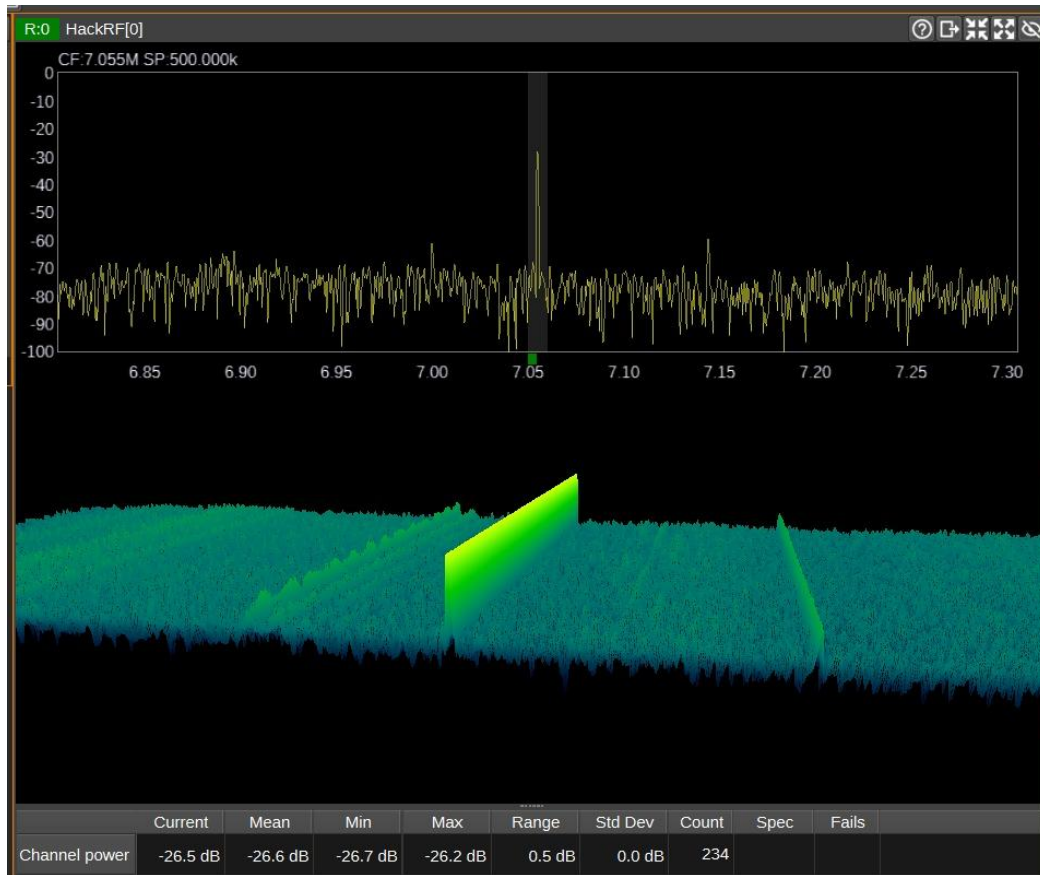 R:0 HackRF[0]
CF:7.055M SP:500.000k
0
-10
-20
-30
-40
-50
-60
-70
-80
-90
-100
6.85 6.90 6.95 7.00 7.05 7.10 7.15 7.20 7.25 7.30
Current Mean Min Max Range Std Dev Count Spec Fails
Channel power -26.5 dB -26.6 dB -26.7 dB -26.2 dB 0.5 dB 0.0 dB 234